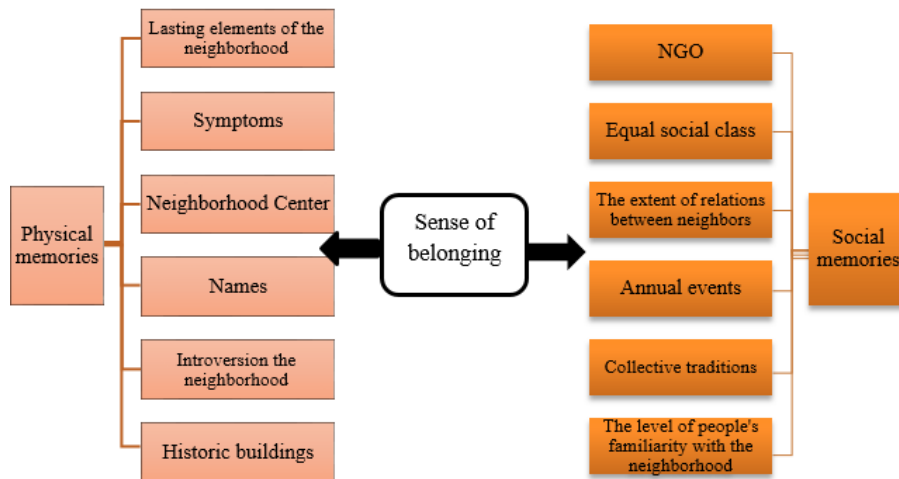 Physical
memories
Lasting elements of the
neighborhood
Symptoms
Neighborhood Center
Names
Introversion the
neighborhood
Historic buildings
Sense of
belonging
NGO
Equal social class
The extent of relations
between neighbors
Annual events
Collective traditions
The level of people's
familiarity with the
neighborhood
Social
memories